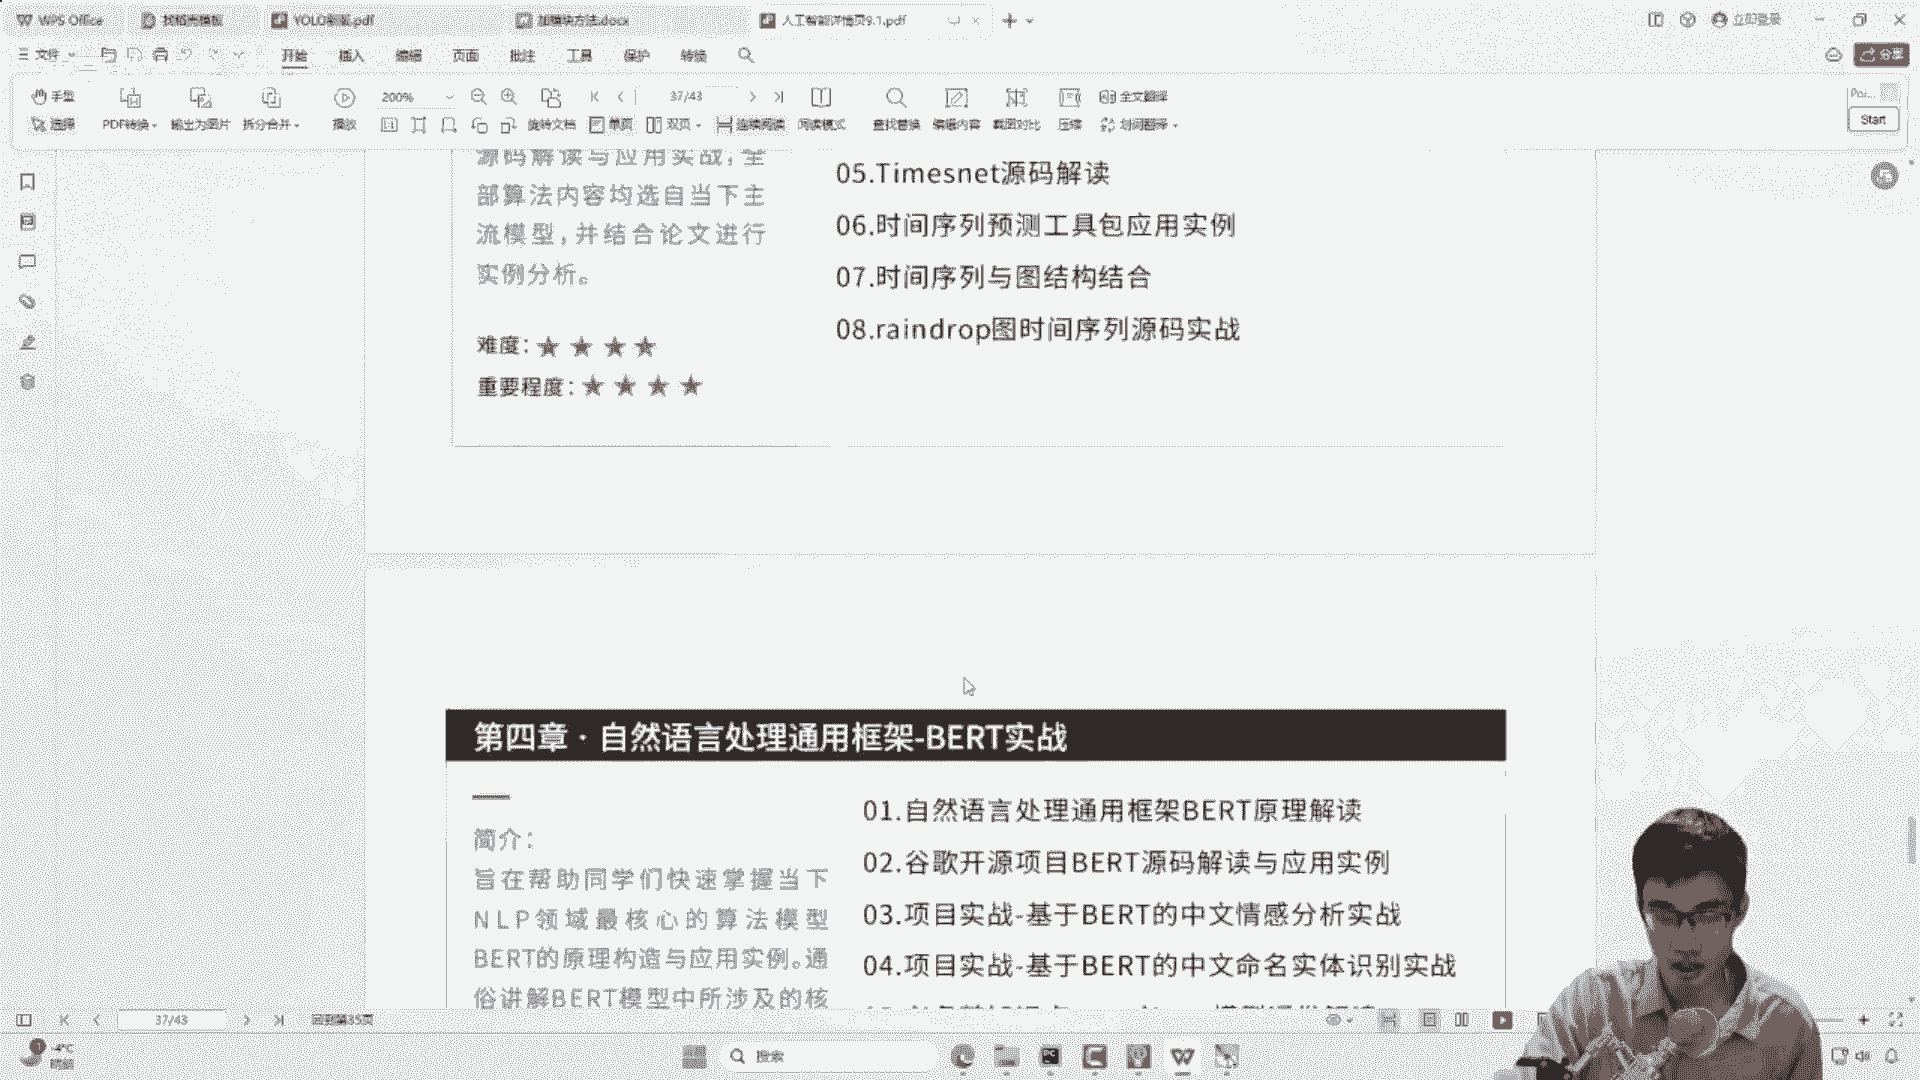 WPS Office
找稻壳模板
YOLO新版.pdf
加模块方法.docx
人工智能详情页9.1.pdf
立即登录
文件
开始
插入
编辑
页面
批注
工具
保护
转换
分享
手型
200%
37/43
全文翻译
选择
PDF转换
输出为图片
拆分合并
播放
旋转文档
单页
双页
连续阅读
阅读模式
查找替换
编辑内容
截图对比
压缩
划词翻译
Start
源码解读与应用实战,全
部算法内容均选自当下主
流模型,并结合论文进行
实例分析。
难度:★ ★ ★ ★
重要程度:★ ★ ★ ★
05.Timesnet源码解读
06.时间序列预测工具包应用实例
07.时间序列与图结构结合
08.raindrop图时间序列源码实战
第四章 · 自然语言处理通用框架-BERT实战
简介:
旨在帮助同学们快速掌握当下
NLP领域最核心的算法模型
BERT的原理构造与应用实例。通
俗讲解BERT模型中所涉及的核
01.自然语言处理通用框架BERT原理解读
02.谷歌开源项目BERT源码解读与应用实例
03.项目实战-基于BERT的中文情感分析实战
04.项目实战-基于BERT的中文命名实体识别实战
37/43
回到第35页
-4°C
搜索